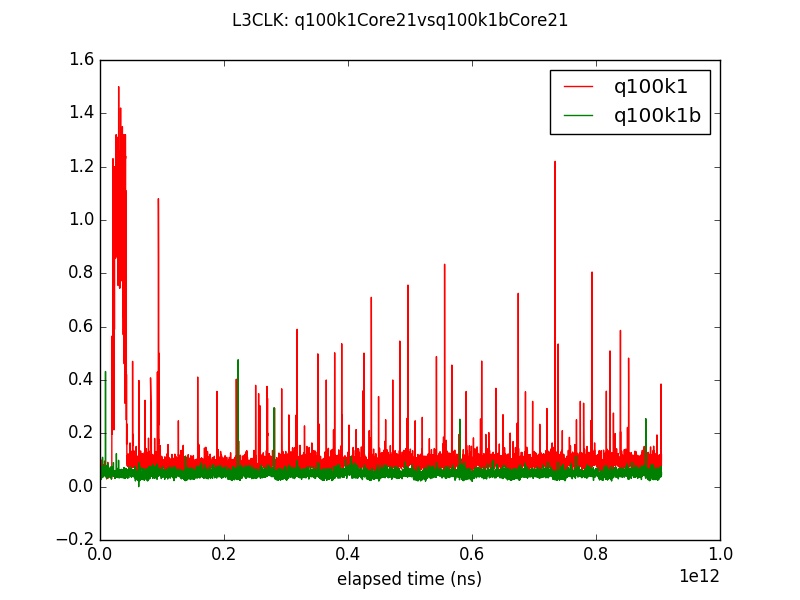 L3CLK: q100k1Core21vsq100k1bCore21
1.6
1.4
1.2
1.0
0.8
0.6
0.4
0.2
0.0
−0.2
q100k1
q100k1b
0.0 0.2 0.4 0.6 0.8 1.0
1e12
elapsed time (ns)